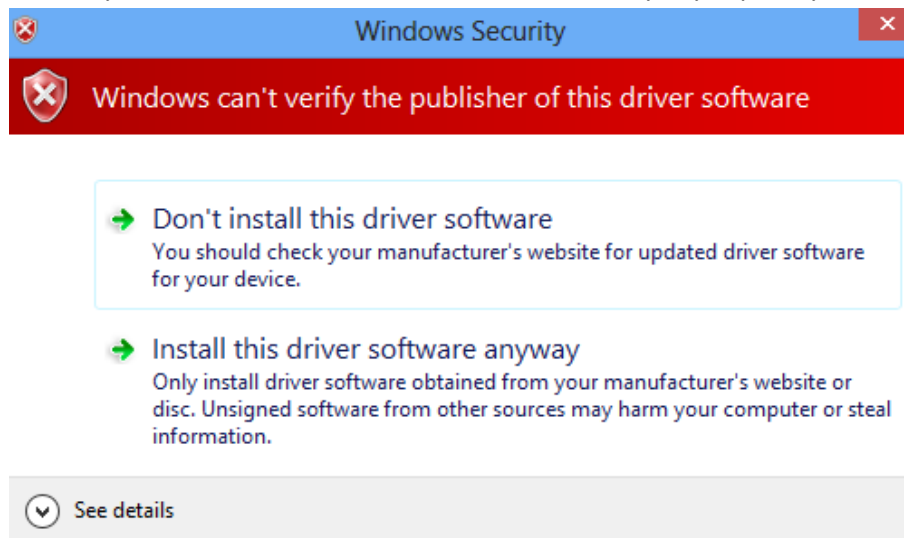 Windows Security
Windows can't verify the publisher of this driver software
Don't install this driver software
You should check your manufacturer's website for updated driver software
for your device.
Install this driver software anyway
Only install driver software obtained from your manufacturer's website or
disc. Unsigned software from other sources may harm your computer or steal
information.
See details